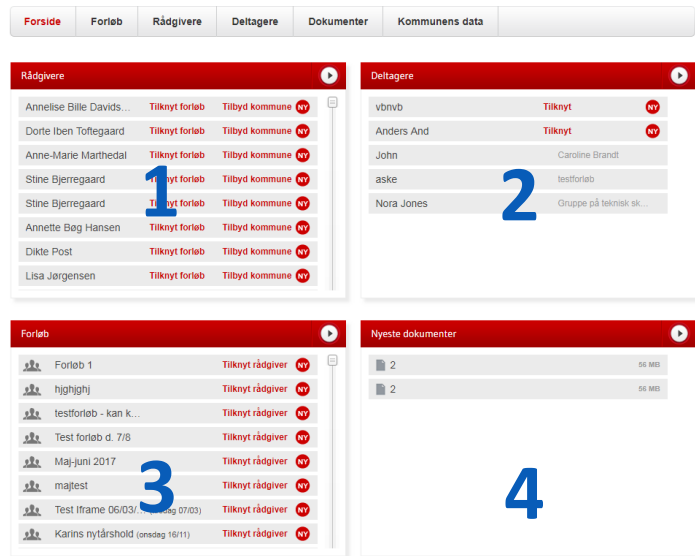 Forside Forløb Rådgivere Deltagere Dokumenter Kommunens data
Rådgivere
Annelise Bille Davids... Tilknyt forløb Tilbyd kommune NY
Dorte Iben Toftegaard Tilknyt forløb Tilbyd kommune NY
Anne-Marie Marthedal Tilknyt forløb Tilbyd kommune NY
Stine Bjerregaard Tilknyt forløb Tilbyd kommune NY
Stine Bjerregaard Tilknyt forløb Tilbyd kommune NY
Annette Bøg Hansen Tilknyt forløb Tilbyd kommune NY
Dikte Post Tilknyt forløb Tilbyd kommune NY
Lisa Jørgensen Tilknyt forløb Tilbyd kommune NY
1
Deltagere
vbnvb Tilknyt NY
Anders And Tilknyt NY
John Caroline Brandt
aske testforløb
Nora Jones Gruppe på teknisk sk...
2
Forløb
Forløb 1 Tilknyt rådgiver NY
hjghjghj Tilknyt rådgiver NY
testforløb - kan k... Tilknyt rådgiver NY
Test forløb d. 7/8 Tilknyt rådgiver NY
Maj-juni 2017 Tilknyt rådgiver NY
majtest Tilknyt rådgiver NY
Test Iframe 06/03/... 07/03) Tilknyt rådgiver NY
Karins nytårshold (onsdag 16/11) Tilknyt rådgiver NY
3
Nyeste dokumenter
2 56 MB
2 56 MB
4